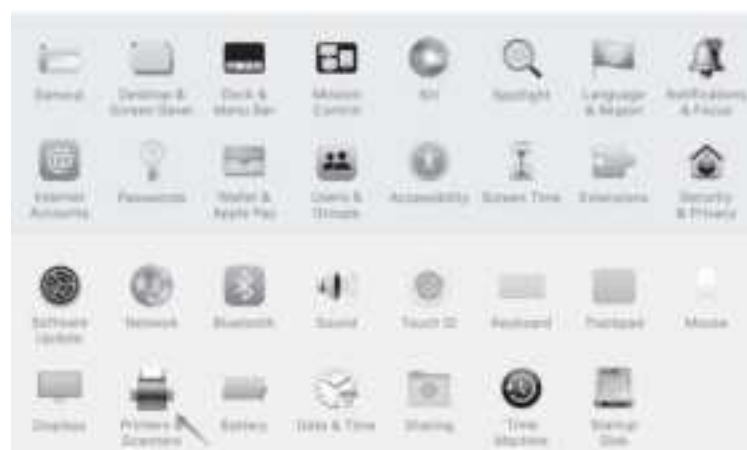 General
Desktop &
Screen Saver
Dock &
Menu Bar
Mission
Control
Siri
Spotlight
Language
& Region
Notifications
& Focus
Internet
Accounts
Passwords
Wallet &
Apple Pay
Users &
Groups
Accessibility
Screen Time
Extensions
Security
& Privacy
Software
Update
Network
Bluetooth
Sound
Touch ID
Keyboard
Trackpad
Mouse
Displays
Printers &
Scanners
Battery
Date & Time
Sharing
Time
Machine
Startup
Disk